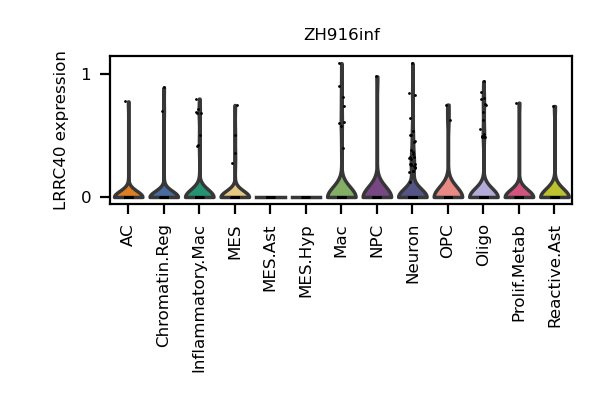 ZH916inf
LRRC40 expression
1
0
AC
Chromatin.Reg
Inflammatory.Mac
MES
MES.Ast
MES.Hyp
Mac
NPC
Neuron
OPC
Oligo
Prolif.Metab
Reactive.Ast